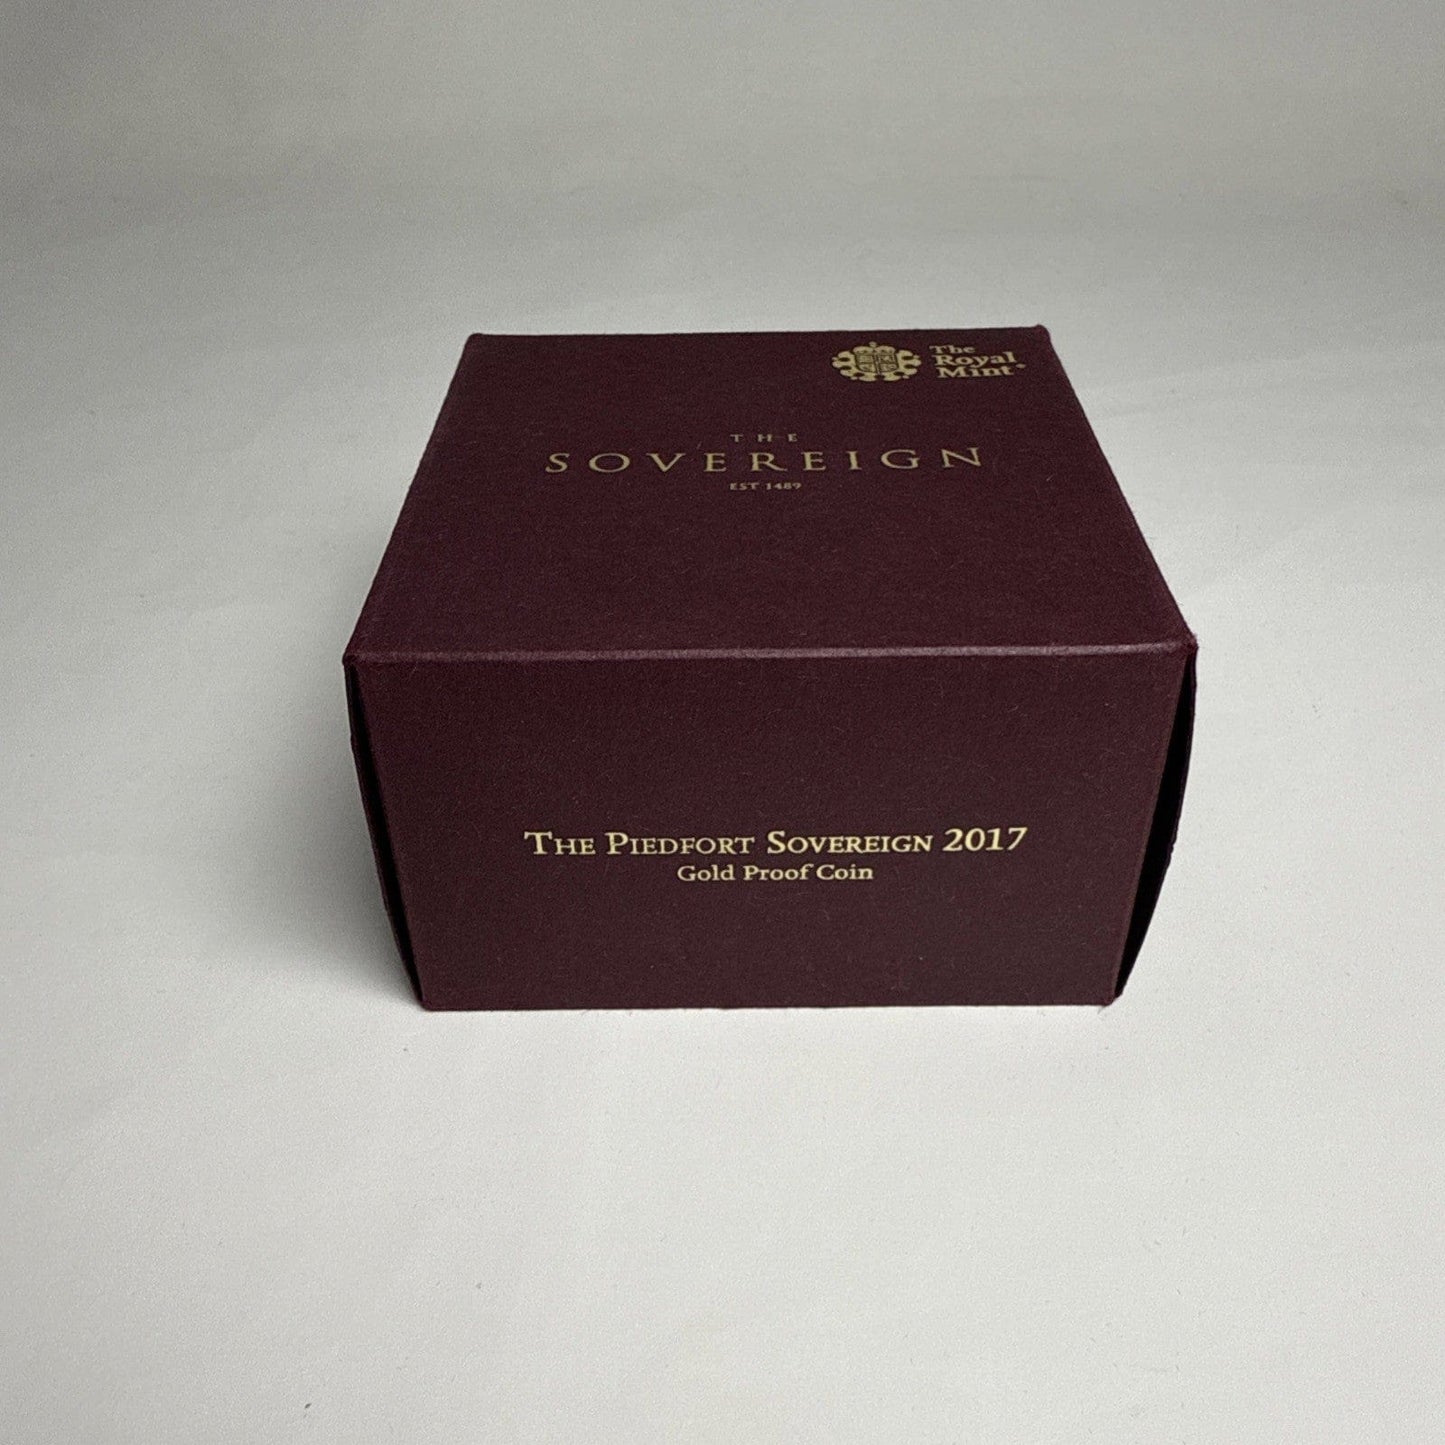 The
Royal
Mint®
THE
SOVEREIGN
EST 1489
THE PIEDFORT SOVEREIGN 2017
Gold Proof Coin